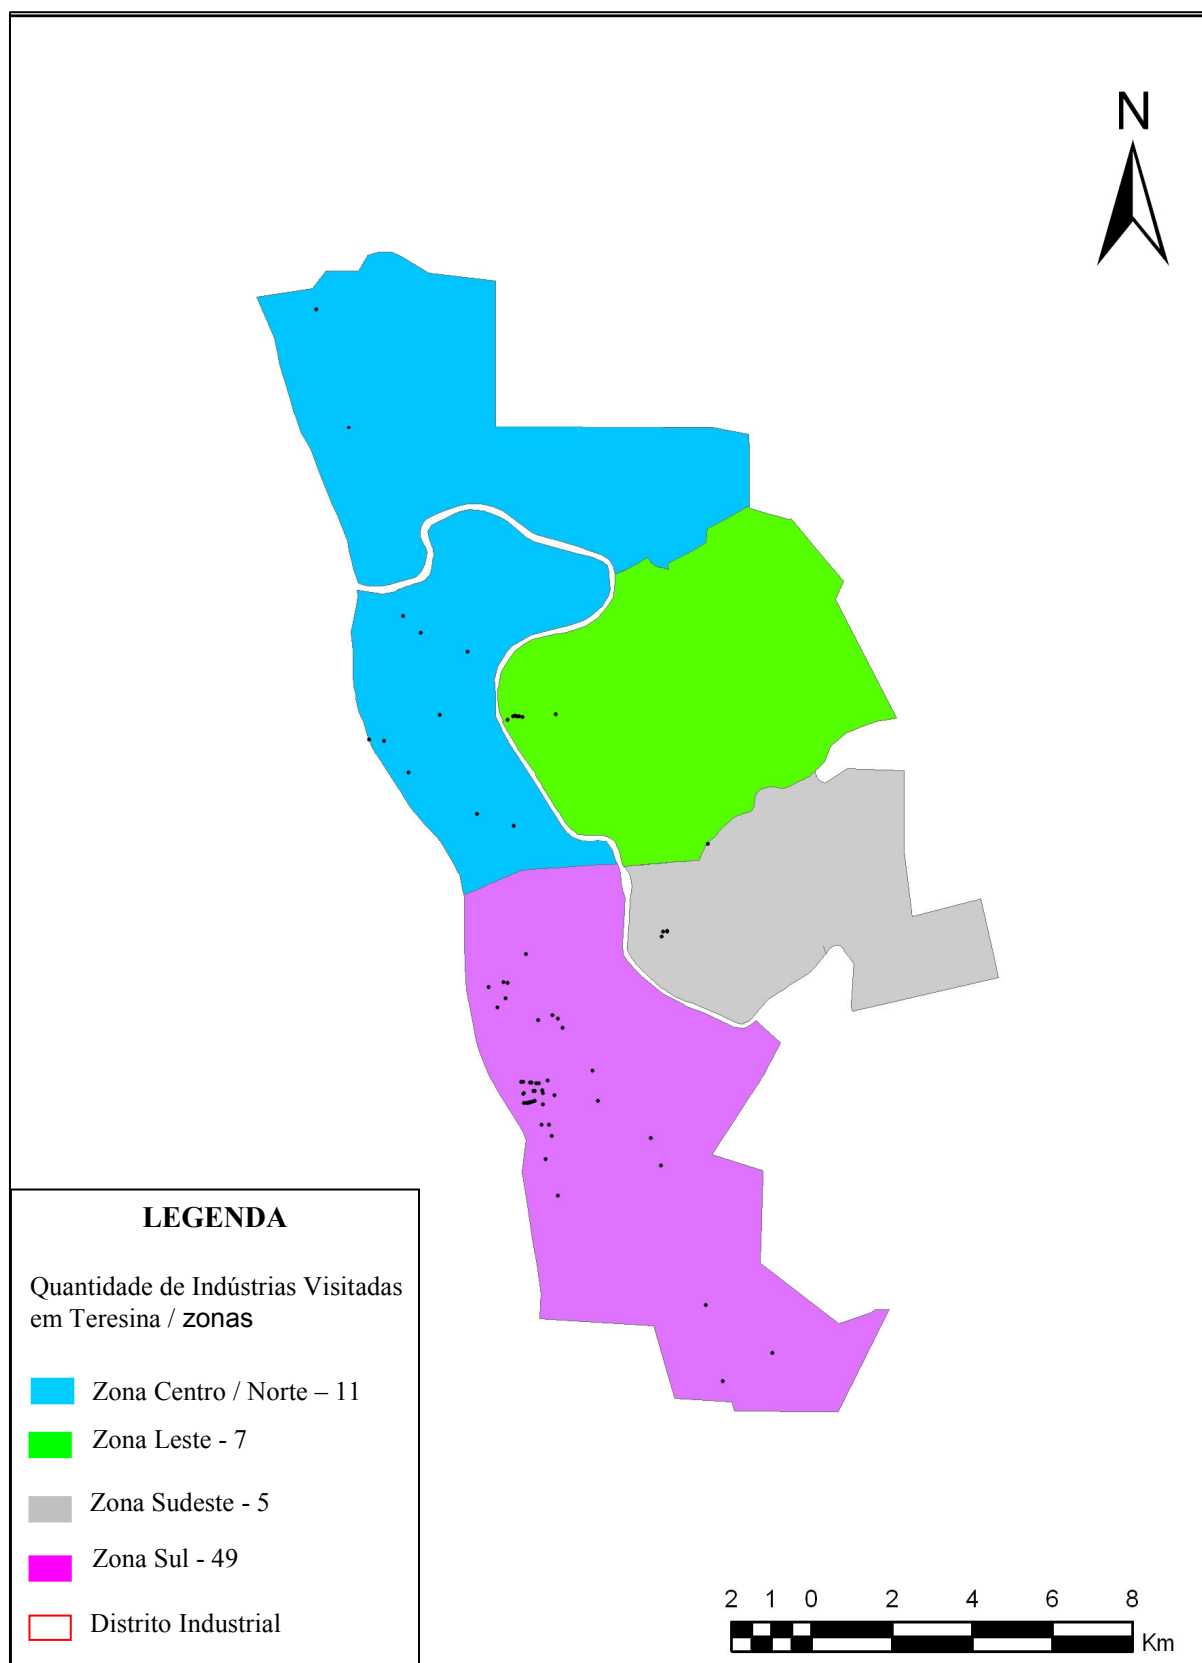 N
LEGENDA
Quantidade de Indústrias Visitadas
em Teresina / zonas
Zona Centro / Norte – 11
Zona Leste - 7
Zona Sudeste - 5
Zona Sul - 49
Distrito Industrial
2 1 0 2 4 6 8
Km